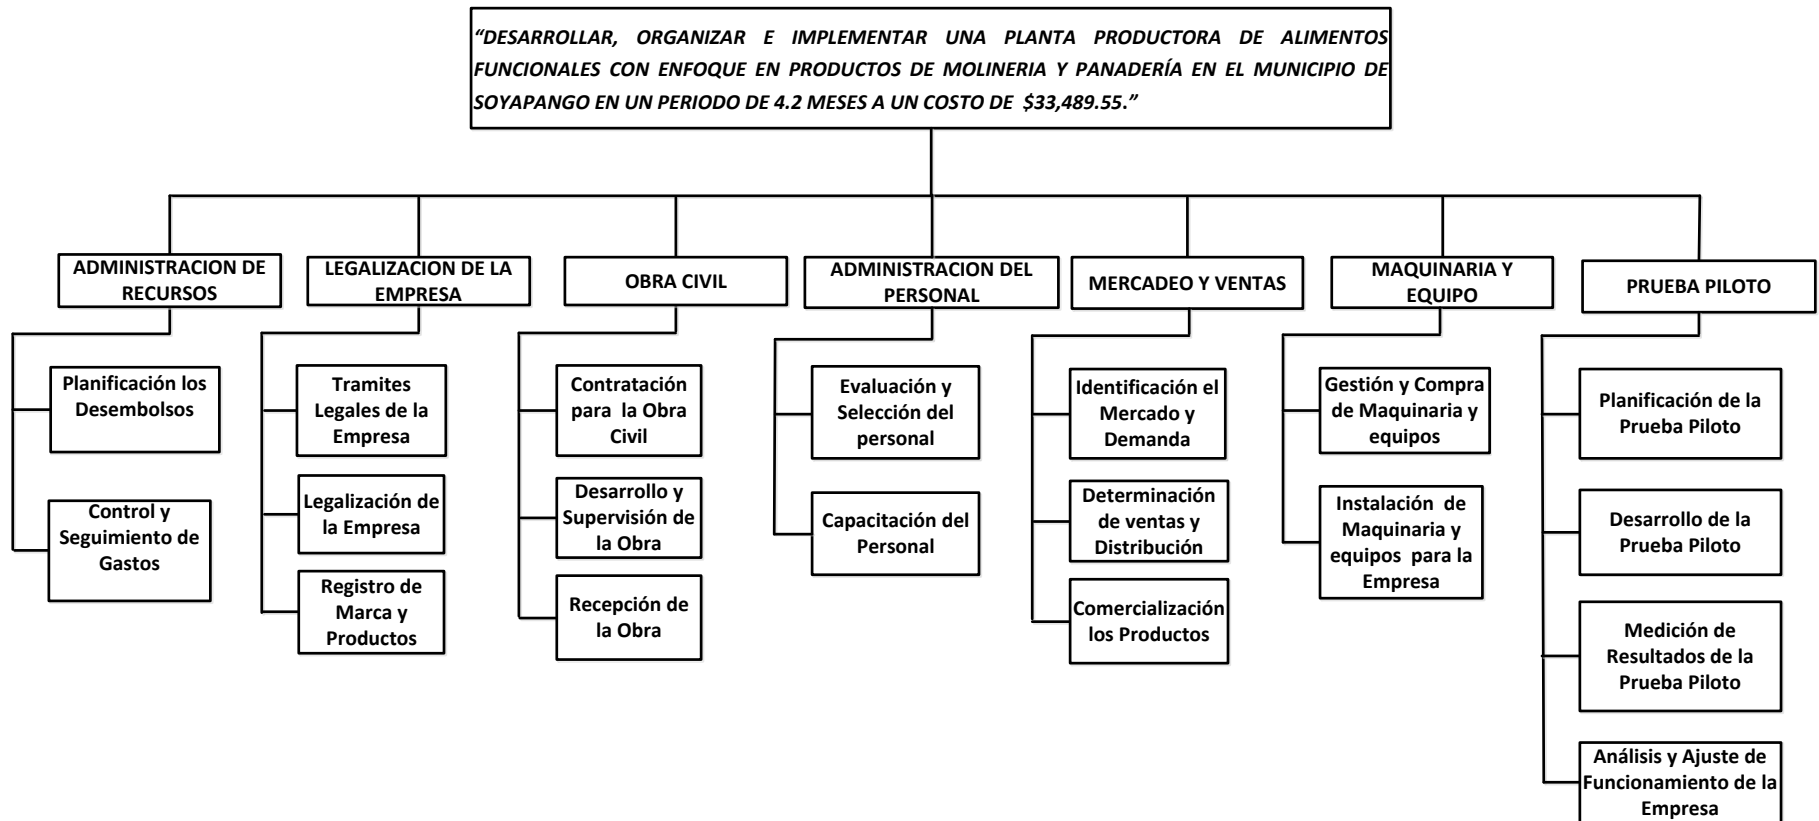 “DESARROLLAR, ORGANIZAR E IMPLEMENTAR UNA PLANTA PRODUCTORA DE ALIMENTOS
FUNCIONALES CON ENFOQUE EN PRODUCTOS DE MOLINERIA Y PANADERÍA EN EL MUNICIPIO DE
SOYAPANGO EN UN PERIODO DE 4.2 MESES A UN COSTO DE $33,489.55.”
ADMINISTRACION DE
RECURSOS
LEGALIZACION DE LA
EMPRESA
OBRA CIVIL
ADMINISTRACION DEL
PERSONAL
MERCADEO Y VENTAS
MAQUINARIA Y
EQUIPO
PRUEBA PILOTO
Planificación los
Desembolsos
Control y
Seguimiento de
Gastos
Tramites
Legales de la
Empresa
Legalización de
la Empresa
Registro de
Marca y
Productos
Contratación
para la Obra
Civil
Desarrollo y
Supervisión de
la Obra
Recepción de
la Obra
Evaluación y
Selección del
personal
Capacitación del
Personal
Identificación el
Mercado y
Demanda
Determinación
de ventas y
Distribución
Comercialización
los Productos
Gestión y Compra
de Maquinaria y
equipos
Instalación de
Maquinaria y
equipos para la
Empresa
Planificación de la
Prueba Piloto
Desarrollo de la
Prueba Piloto
Medición de
Resultados de la
Prueba Piloto
Análisis y Ajuste de
Funcionamiento de la
Empresa